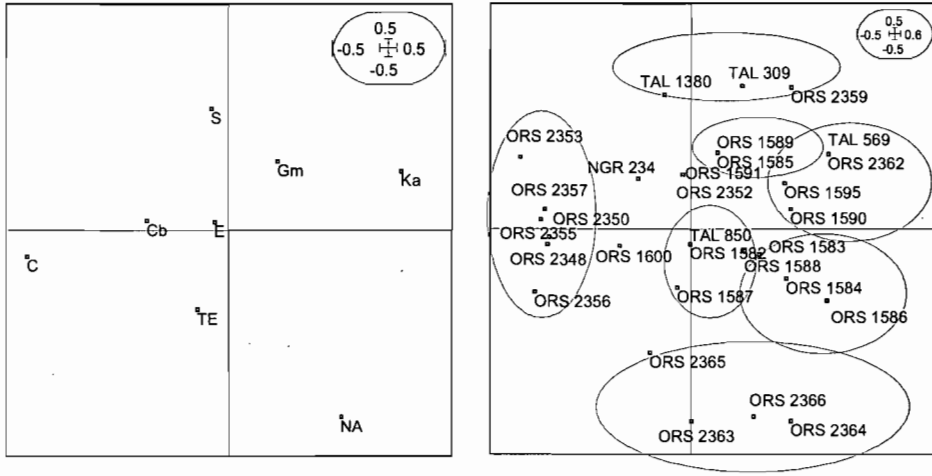 0.5
-0.5 0.5
-0.5
S
Gm
Ka
Cb
E
C
TE
NA
0.5
-0.5 0.6
-0.5
TAL 1380
TAL 309
ORS 2359
ORS 2353
ORS 1589
TAL 569
ORS 1585
ORS 2362
NGR 234
ORS 1591
ORS 2357
ORS 2352
ORS 1595
ORS 2350
ORS 1590
ORS 2355
TAL 850
ORS 1583
ORS 2348
ORS 1600
ORS 1582
ORS 1588
ORS 2356
ORS 1587
ORS 1584
ORS 1586
ORS 2365
ORS 2366
ORS 2363
ORS 2364